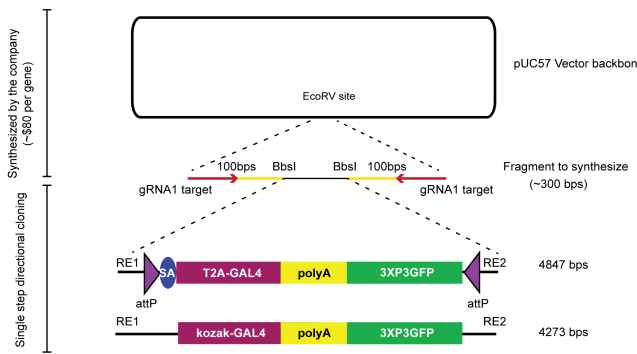 Synthesized by the company
(~$80 per gene)
pUC57 Vector backbon
EcoRV site
100bps BbsI BbsI 100bps
gRNA1 target gRNA1 target
Fragment to synthesize
(~300 bps)
Single step directional cloning
RE1 SA T2A-GAL4 polyA 3XP3GFP RE2 4847 bps
attP attP
RE1 kozak-GAL4 polyA 3XP3GFP RE2 4273 bps